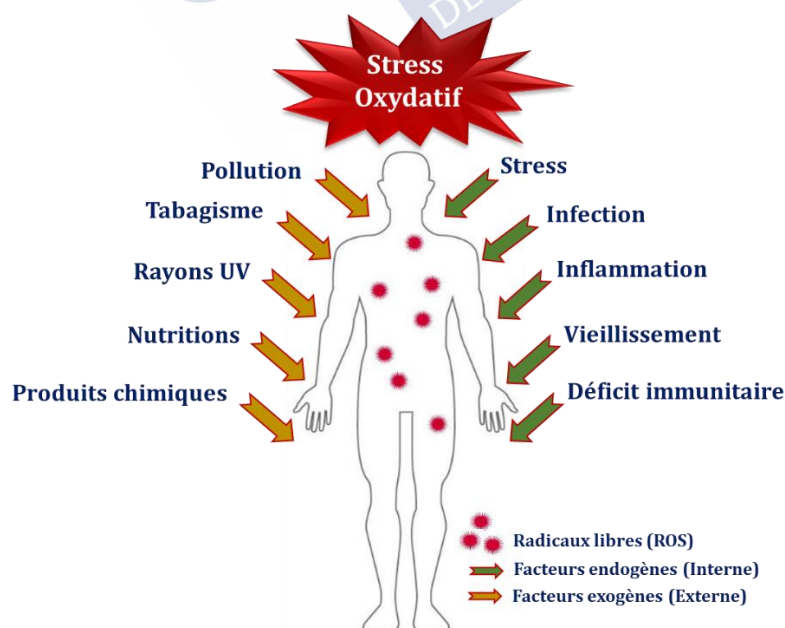 DE
Stress
Oxydatif
Pollution
Stress
Tabagisme
Infection
Rayons UV
Inflammation
Nutritions
Vieillissement
Produits chimiques
Déficit immunitaire
Radicaux libres (ROS)
Facteurs endogènes (Interne)
Facteurs exogènes (Externe)